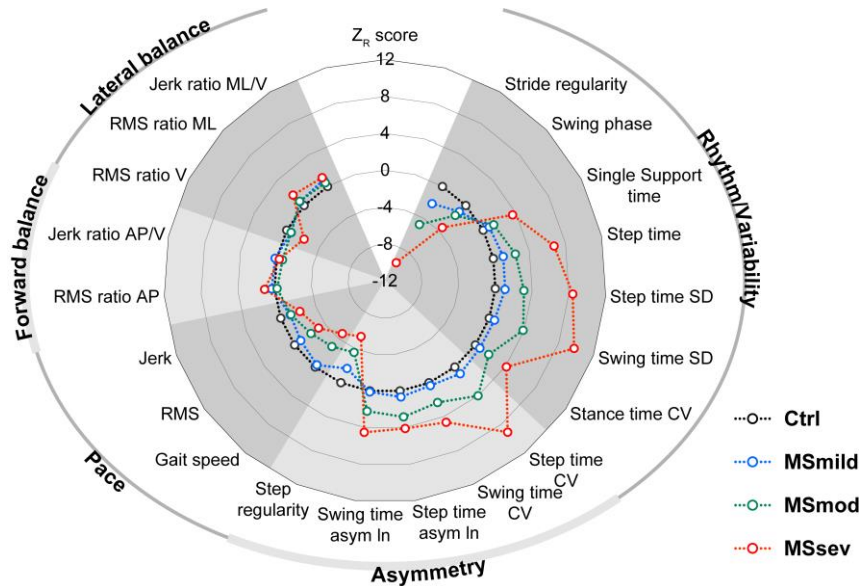 Z_R score
12
8
4
0
-4
-8
-12
Lateral balance
Jerk ratio ML/V
RMS ratio ML
RMS ratio V
Forward balance
Jerk ratio AP/V
RMS ratio AP
Pace
Jerk
RMS
Gait speed
Asymmetry
Step
regularity
Swing time
asym ln
Step time
asym ln
Swing time
CV
Step time
CV
Rhythm/Variability
Stride regularity
Swing phase
Single Support
time
Step time
Step time SD
Swing time SD
Stance time CV
Ctrl
MSmild
MSmod
MSsev